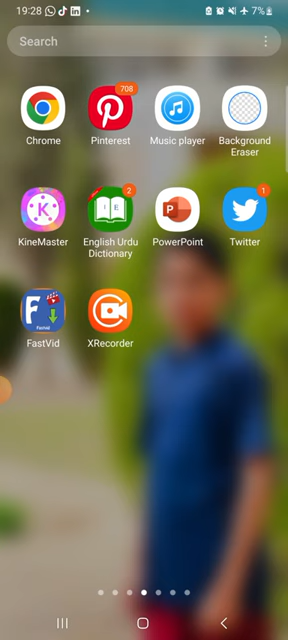 19:28
7%
Search
708
Chrome
Pinterest
Music player
Background
Eraser
2
1
KineMaster
English Urdu
Dictionary
PowerPoint
Twitter
FastVid
XRecorder